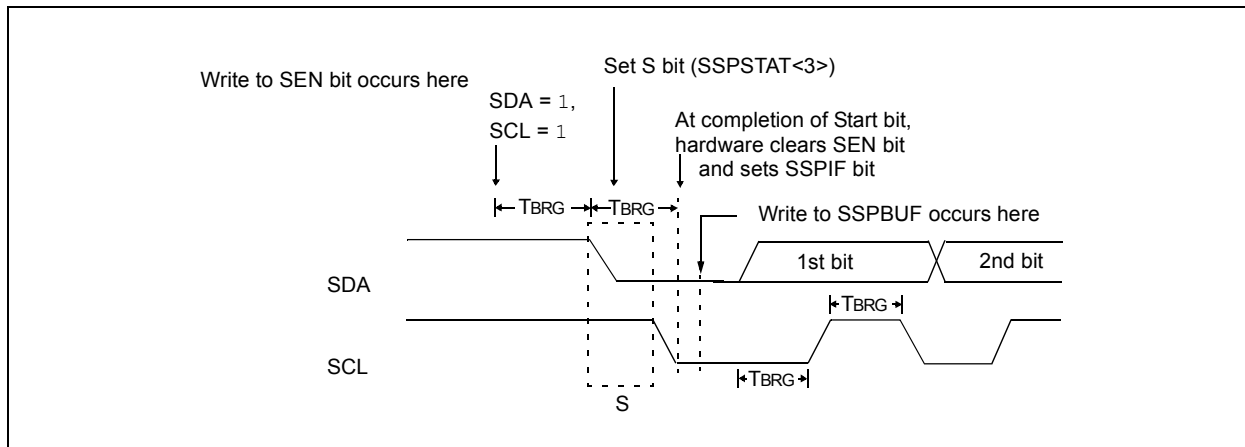 Write to SEN bit occurs here
Set S bit (SSPSTAT<3>)
SDA = 1,
SCL = 1
At completion of Start bit,
hardware clears SEN bit
and sets SSPIF bit
TBRG
TBRG
Write to SSPBUF occurs here
SDA
1st bit
2nd bit
TBRG
SCL
TBRG
S